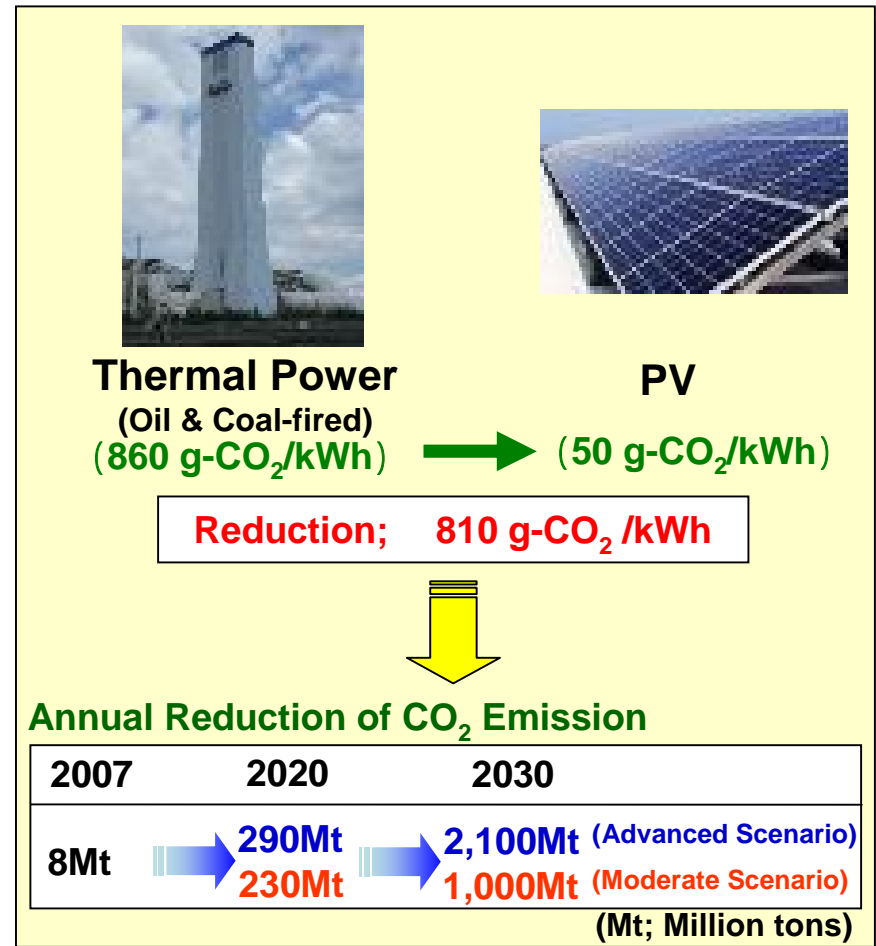 Thermal Power
(Oil & Coal-fired)
(860 g-CO₂/kWh)
PV
(50 g-CO₂/kWh)
Reduction; 810 g-CO₂ /kWh
Annual Reduction of CO₂ Emission
2007 2020 2030
8Mt
290Mt 2,100Mt (Advanced Scenario)
230Mt 1,000Mt (Moderate Scenario)
(Mt; Million tons)